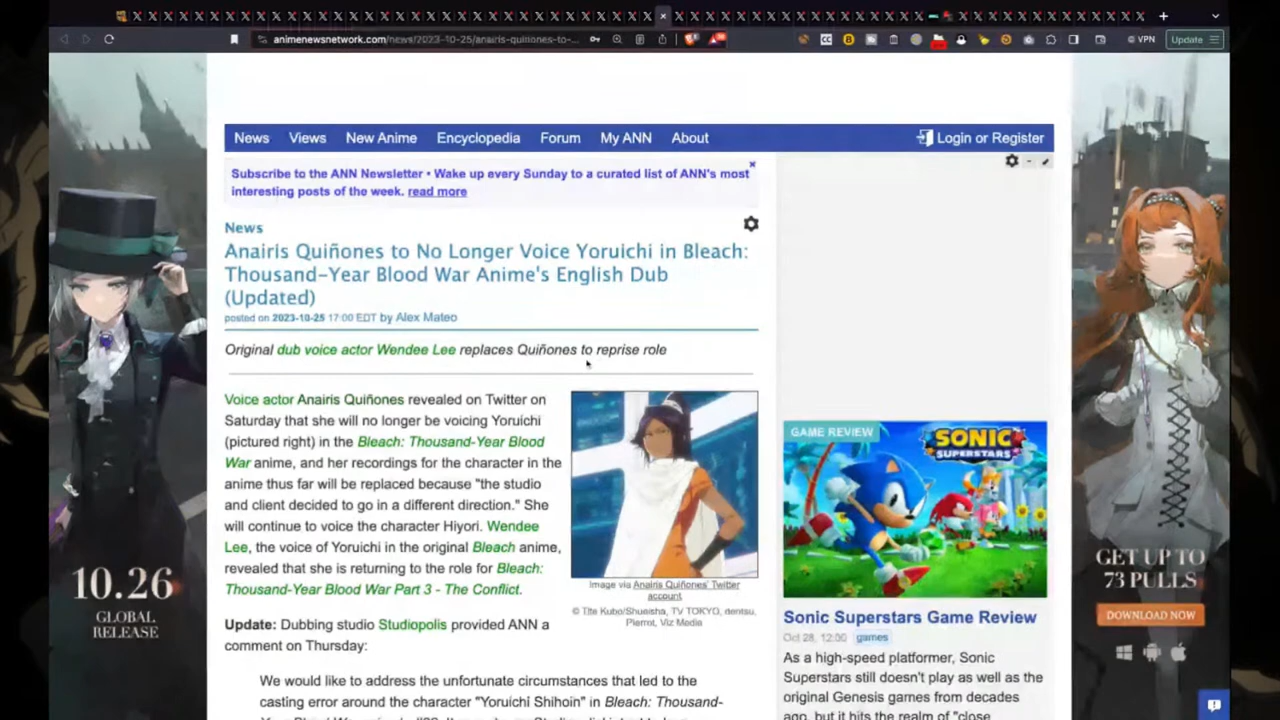 animenewsnetwork.com/news/2023-10-25/anairis-quinones-to-...
VPN
Update
News Views New Anime Encyclopedia Forum My ANN About Login or Register
Subscribe to the ANN Newsletter • Wake up every Sunday to a curated list of ANN's most
interesting posts of the week. read more
News
Anairis Quiñones to No Longer Voice Yoruichi in Bleach:
Thousand-Year Blood War Anime's English Dub
(Updated)
posted on 2023-10-25 17:00 EDT by Alex Mateo
Original dub voice actor Wendee Lee replaces Quiñones to reprise role
Voice actor Anairis Quiñones revealed on Twitter on
Saturday that she will no longer be voicing Yoruichi
(pictured right) in the Bleach: Thousand-Year Blood
War anime, and her recordings for the character in the
anime thus far will be replaced because "the studio
and client decided to go in a different direction." She
will continue to voice the character Hiyori. Wendee
Lee, the voice of Yoruichi in the original Bleach anime,
revealed that she is returning to the role for Bleach:
Thousand-Year Blood War Part 3 - The Conflict.
Image via Anairis Quiñones' Twitter
account
© Tite Kubo/Shueisha, TV TOKYO, dentsu,
Pierrot, Viz Media
Update: Dubbing studio Studiopolis provided ANN a
comment on Thursday:
We would like to address the unfortunate circumstances that led to the
casting error around the character "Yoruichi Shihoin" in Bleach: Thousand-
GAME REVIEW
SONIC
SUPERSTARS
Sonic Superstars Game Review
Oct 28, 12:00 games
As a high-speed platformer, Sonic
Superstars still doesn't play as well as the
original Genesis games from decades
ago, but it hits the realm of "close
10.26
GLOBAL
RELEASE
GET UP TO
73 PULLS
DOWNLOAD NOW